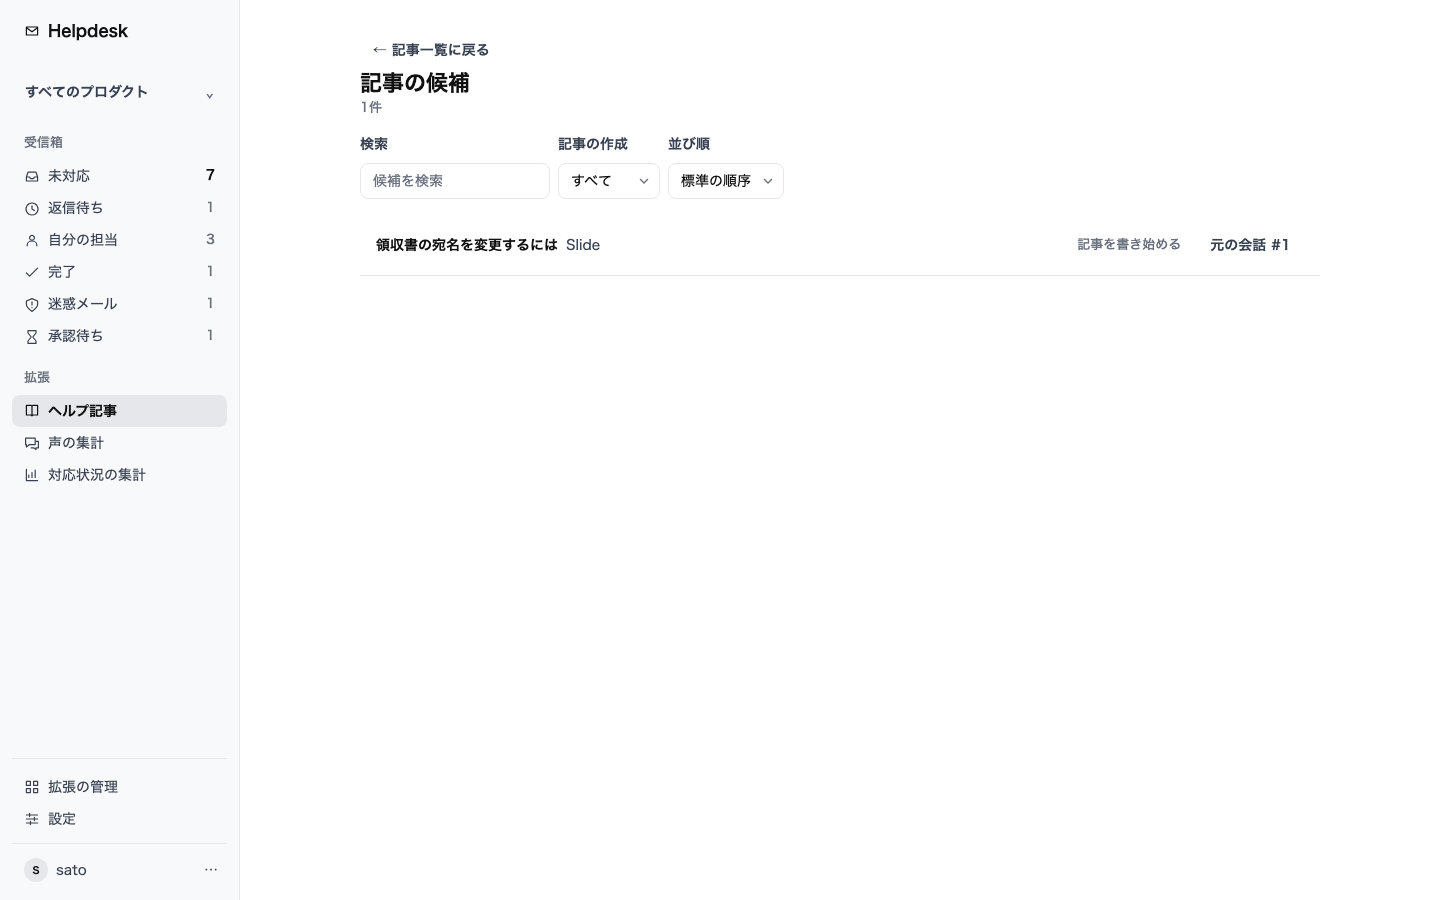 Helpdesk
すべてのプロダクト
受信箱
未対応 7
返信待ち 1
自分の担当 3
完了 1
迷惑メール 1
承認待ち 1
拡張
ヘルプ記事
声の集計
対応状況の集計
拡張の管理
設定
S sato ...
← 記事一覧に戻る
記事の候補
1件
検索 記事の作成 並び順
候補を検索 すべて 標準の順序
領収書の宛名を変更するには Slide 記事を書き始める 元の会話 #1